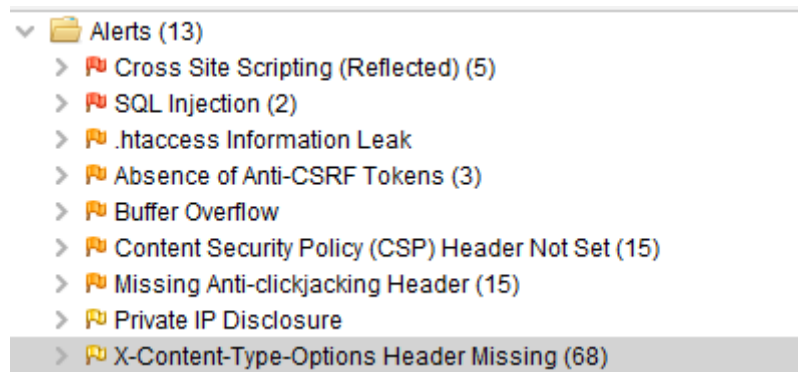 Alerts (13)
Cross Site Scripting (Reflected) (5)
SQL Injection (2)
.htaccess Information Leak
Absence of Anti-CSRF Tokens (3)
Buffer Overflow
Content Security Policy (CSP) Header Not Set (15)
Missing Anti-clickjacking Header (15)
Private IP Disclosure
X-Content-Type-Options Header Missing (68)